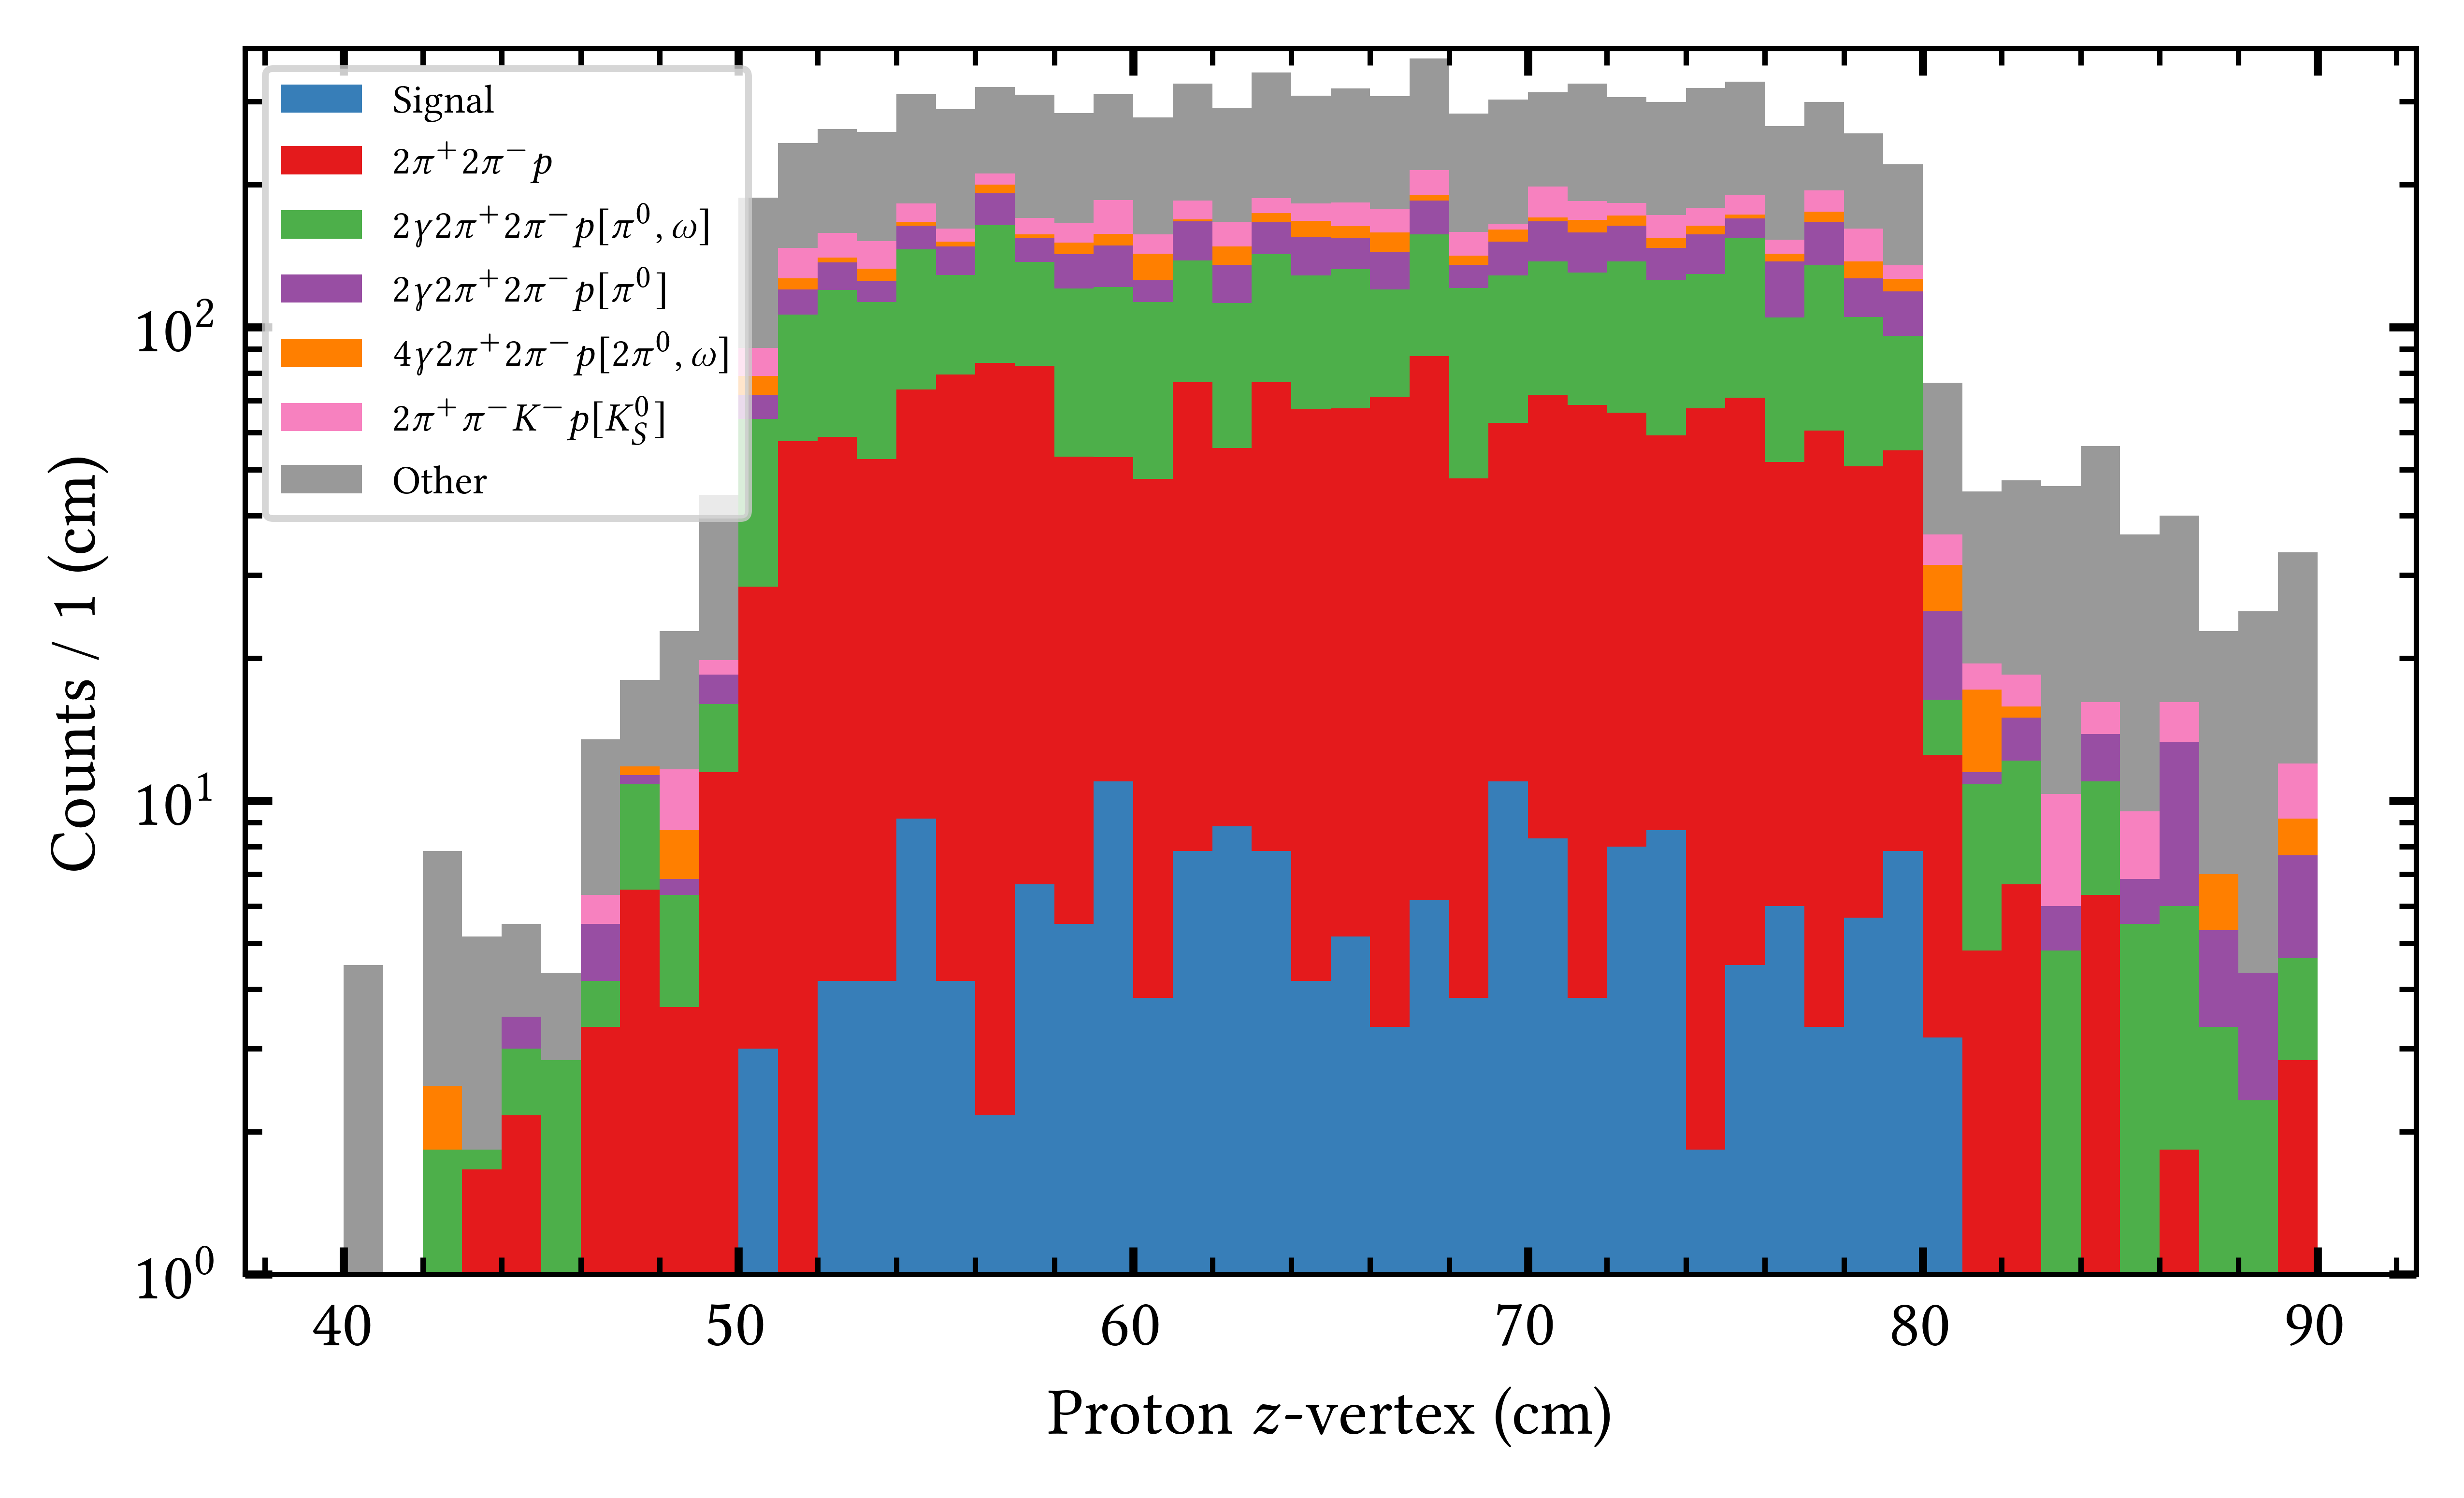 Signal
2π⁺2π⁻p
2γ2π⁺2π⁻p[π⁰, ω]
2γ2π⁺2π⁻p[π⁰]
4γ2π⁺2π⁻p[2π⁰, ω]
2π⁺π⁻K⁻p[K_S⁰]
Other
10²
10¹
10⁰
Counts / 1 (cm)
40 50 60 70 80 90
Proton z-vertex (cm)